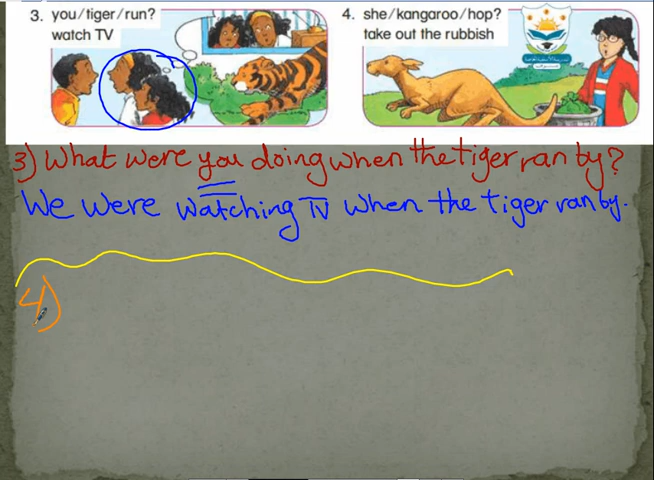 3. you/tiger/run?
watch TV
4. she/kangaroo/hop?
take out the rubbish
3) What were you doing when the tiger ran by?
We were watching TV when the tiger ran by.
4)